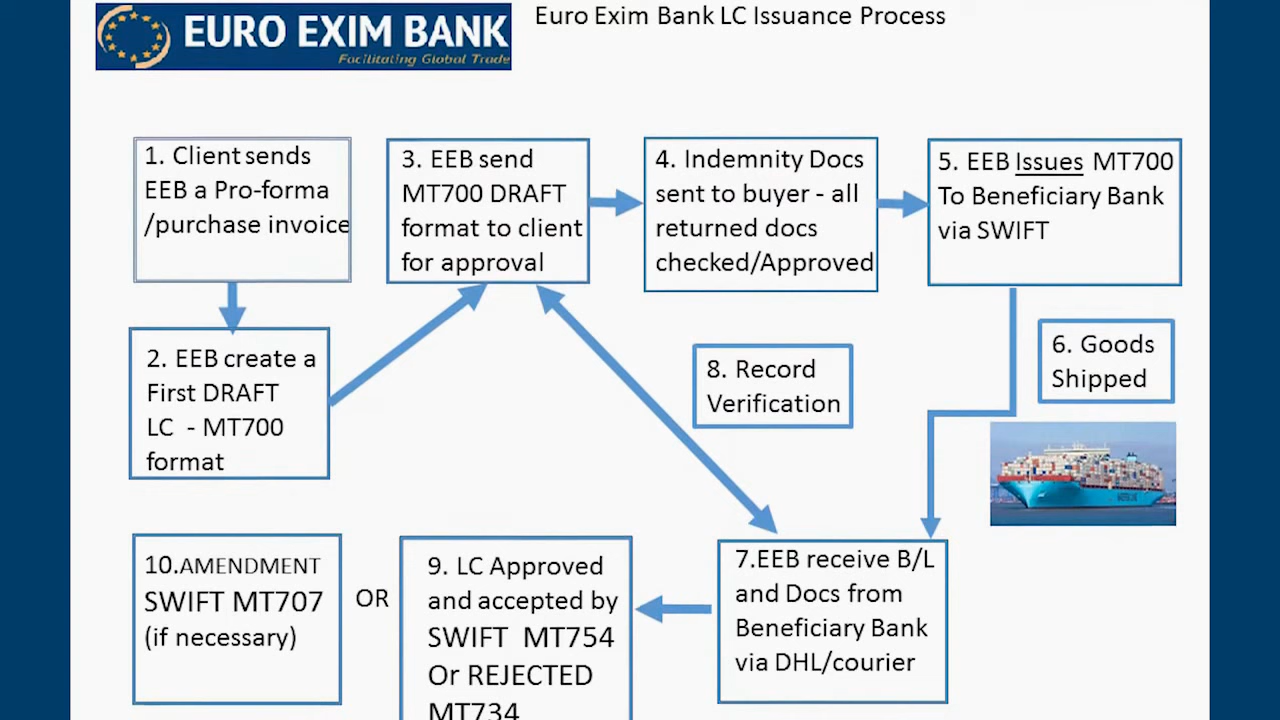 EURO EXIM BANK
Facilitating Global Trade
Euro Exim Bank LC Issuance Process
1. Client sends
EEB a Pro-forma
/purchase invoice
2. EEB create a
First DRAFT
LC - MT700
format
3. EEB send
MT700 DRAFT
format to client
for approval
4. Indemnity Docs
sent to buyer - all
returned docs
checked/Approved
5. EEB Issues MT700
To Beneficiary Bank
via SWIFT
6. Goods
Shipped
7.EEB receive B/L
and Docs from
Beneficiary Bank
via DHL/courier
8. Record
Verification
9. LC Approved
and accepted by
SWIFT MT754
Or REJECTED
MT734
OR
10.AMENDMENT
SWIFT MT707
(if necessary)